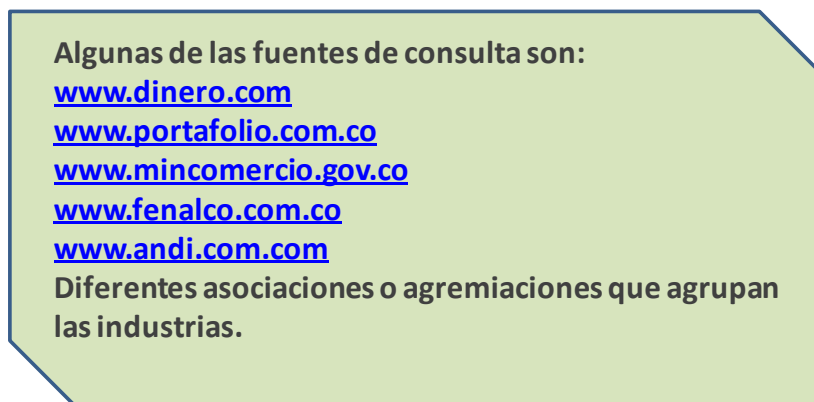 Algunas de las fuentes de consulta son:
www.dinero.com
www.portafolio.com.co
www.mincomercio.gov.co
www.fenalco.com.co
www.andi.com.com
Diferentes asociaciones o agremiaciones que agrupan
las industrias.